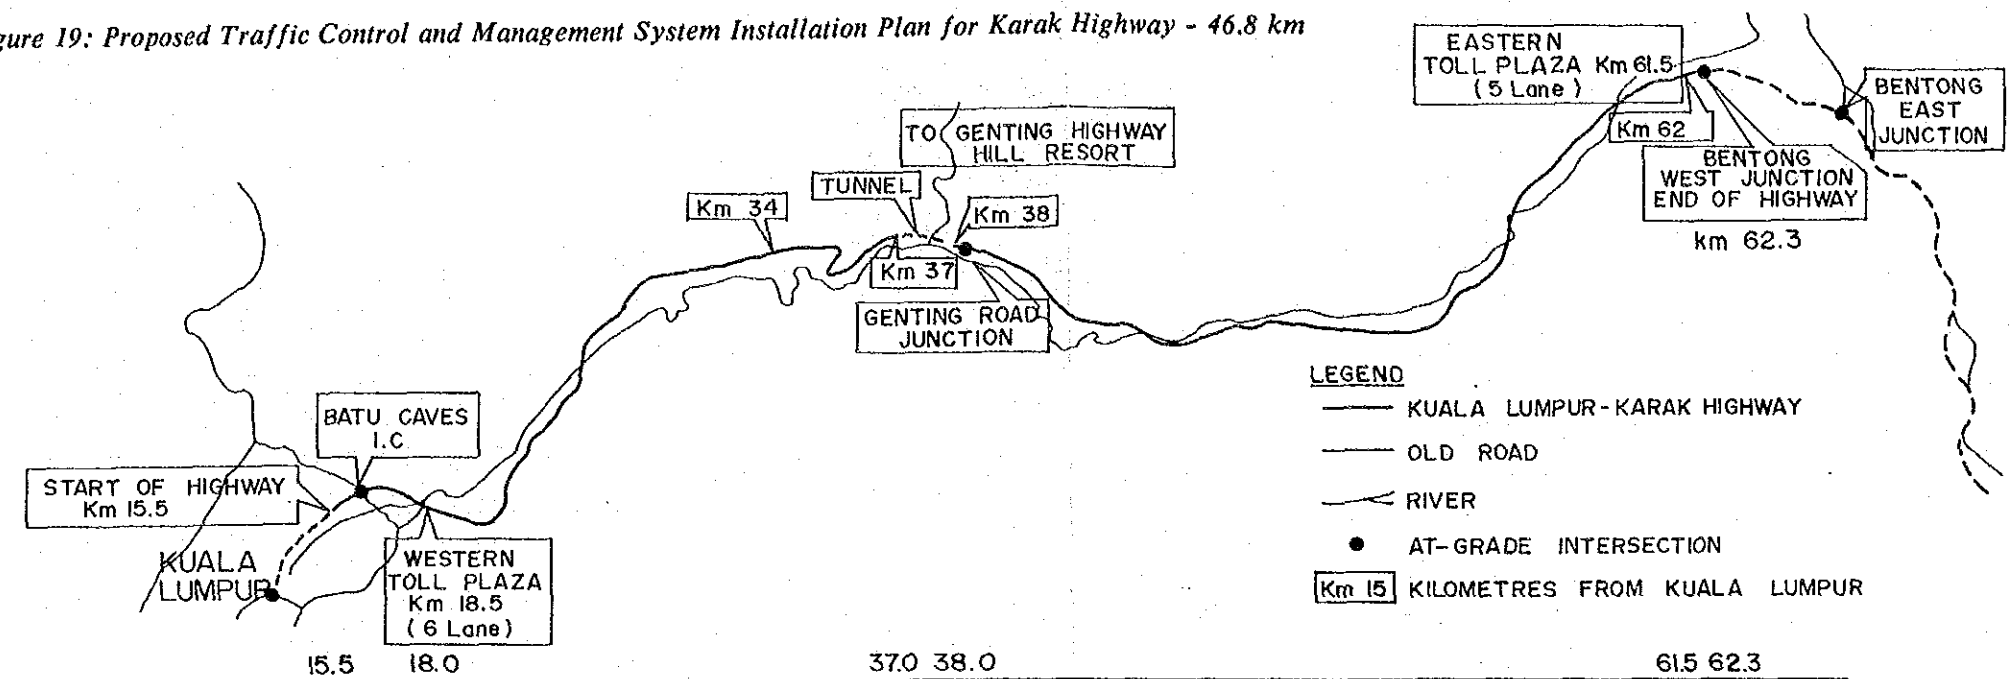 gure 19: Proposed Traffic Control and Management System Installation Plan for Karak Highway - 46.8 km
EASTERN
TOLL PLAZA Km 61.5
(5 Lane)
BENTONG
EAST
JUNCTION
Km 62
BENTONG
WEST JUNCTION
END OF HIGHWAY
km 62.3
TO GENTING HIGHWAY
HILL RESORT
TUNNEL
Km 34
Km 38
Km 37
GENTING ROAD
JUNCTION
BATU CAVES
I.C
START OF HIGHWAY
Km 15.5
KUALA
LUMPUR
WESTERN
TOLL PLAZA
Km 18.5
(6 Lane)
LEGEND
KUALA LUMPUR-KARAK HIGHWAY
OLD ROAD
RIVER
AT-GRADE INTERSECTION
Km 15 KILOMETRES FROM KUALA LUMPUR
15.5 18.0 37.0 38.0 61.5 62.3